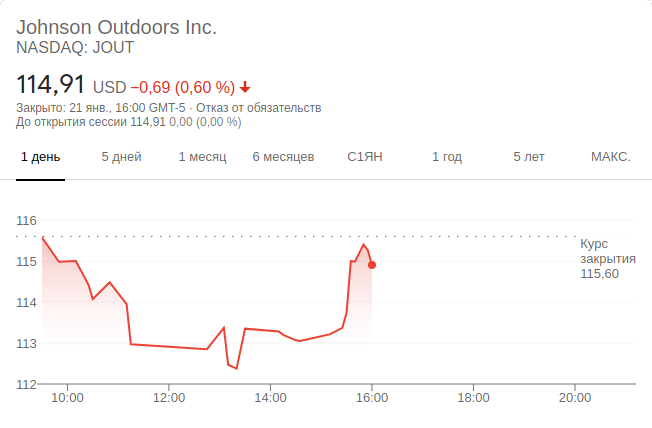 Johnson Outdoors Inc.
NASDAQ: JOUT
114,91 USD −0,69 (0,60 %)
Закрыто: 21 янв., 16:00 GMT-5 · Отказ от обязательств
До открытия сессии 114,91 0,00 (0,00 %)
1 день 5 дней 1 месяц 6 месяцев С1ЯН 1 год 5 лет МАКС.
116
115
114
113
112
Курс
закрытия
115,60
10:00 12:00 14:00 16:00 18:00 20:00